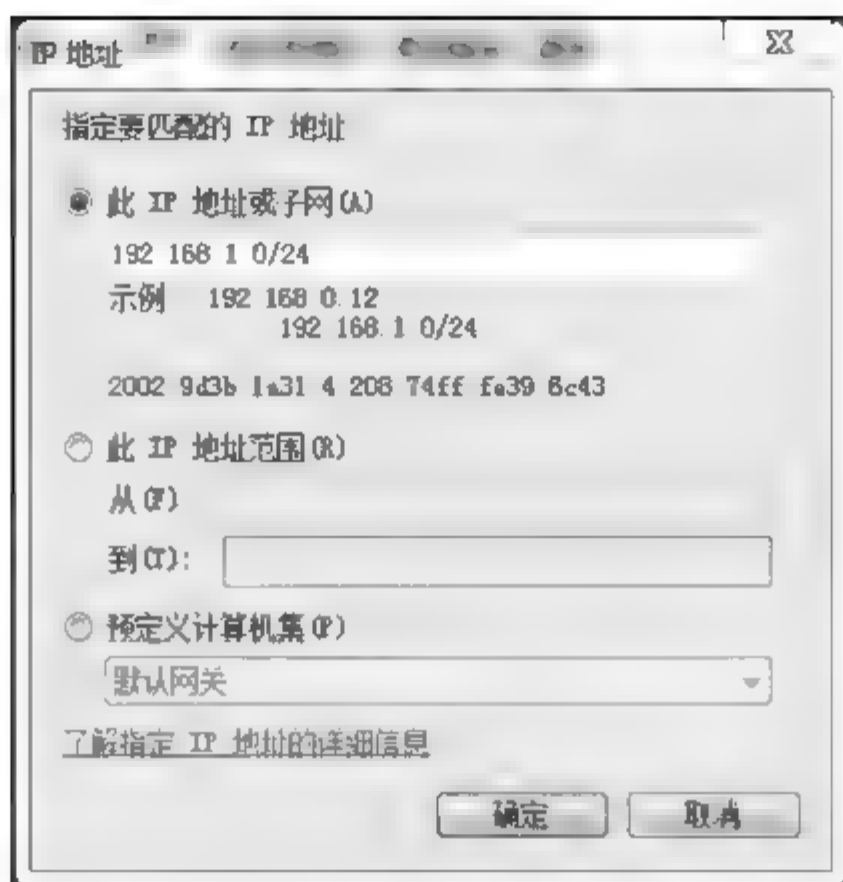 IP 地址
指定要匹配的 IP 地址
此 IP 地址或子网(A)
192 168 1 0/24
示例 192 168 0.12
192 168.1 0/24
2002 9d3b 1a31 4 208 74ff fe39 6c43
此 IP 地址范围(R)
从(F)
到(T):
预定义计算机集(P)
默认网关
了解指定 IP 地址的详细信息
确定 取消